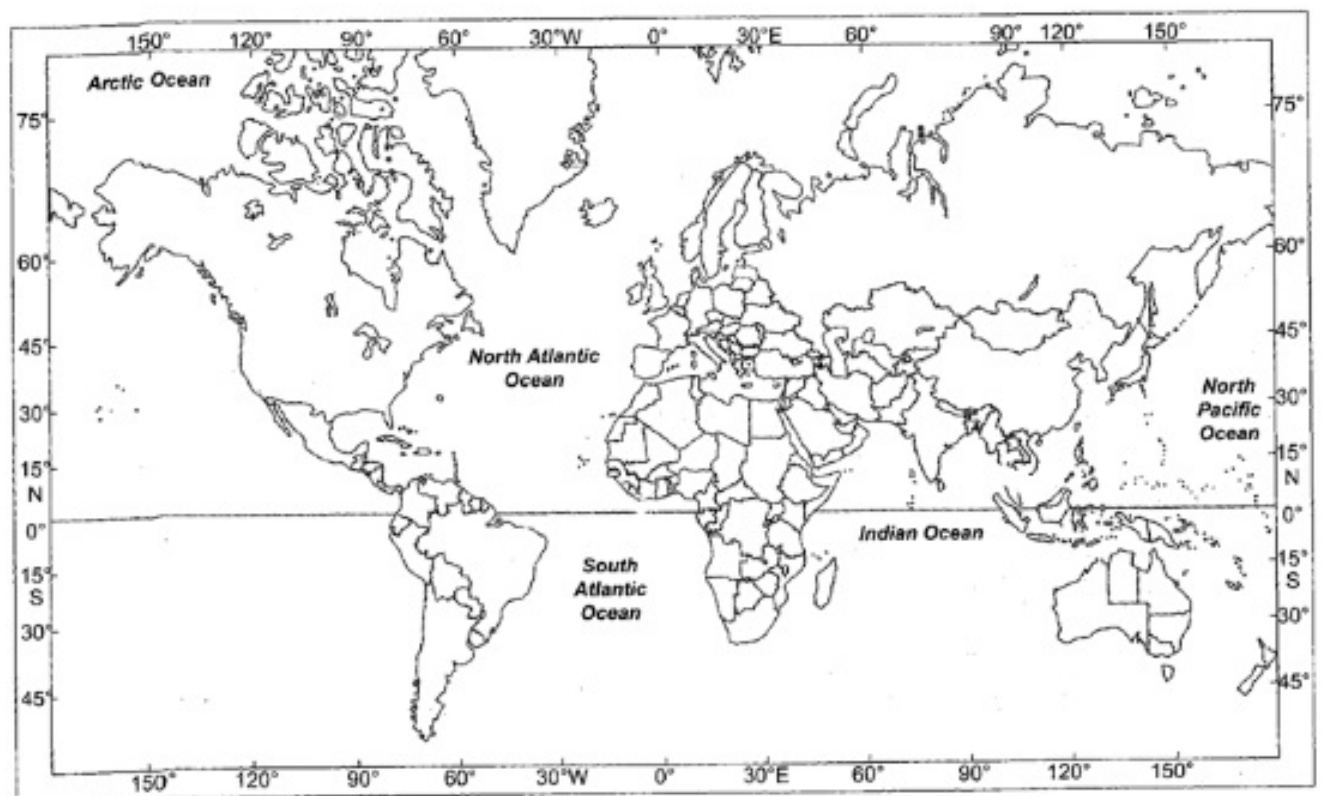 150° 120° 90° 60° 30°W 0° 30°E 60° 90° 120° 150°
Arctic Ocean
75° 75°
60° 60°
45° 45°
North Atlantic
Ocean
North
Pacific
Ocean
30° 30°
15° 15°
N N
0° 0°
Indian Ocean
South
Atlantic
Ocean
15° 15°
S S
30° 30°
45° 45°
150° 120° 90° 60° 30°W 0° 30°E 60° 90° 120° 150°